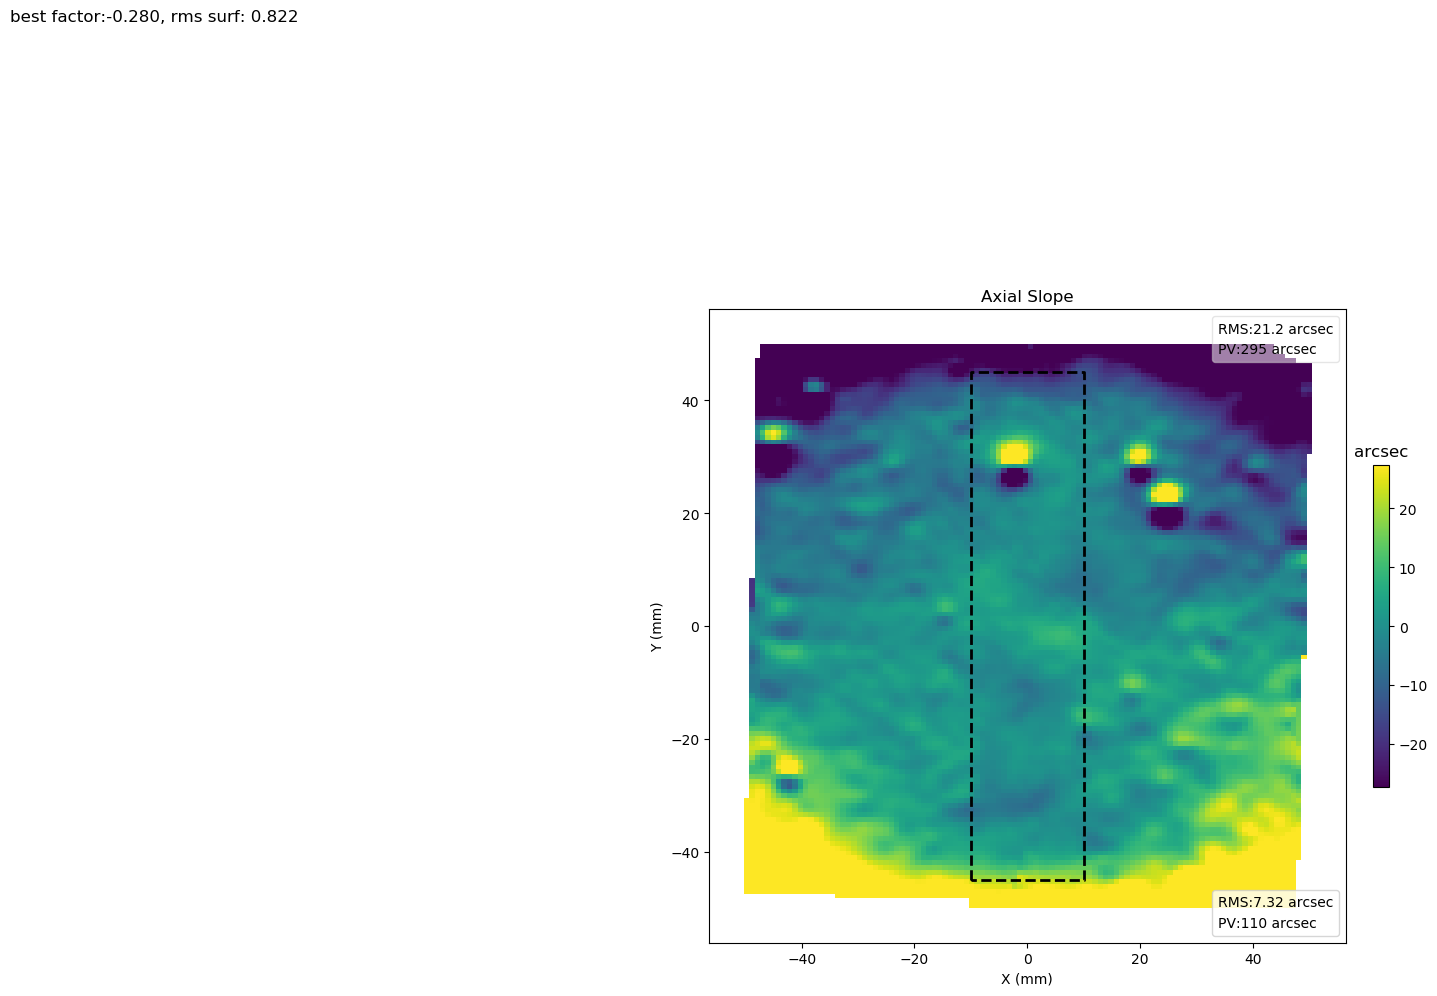 best factor:-0.280, rms surf: 0.822
Axial Slope
RMS:21.2 arcsec
PV:295 arcsec
40
20
0
−20
−40
Y (mm)
arcsec
20
10
0
−10
−20
RMS:7.32 arcsec
PV:110 arcsec
−40
−20
0
20
40
X (mm)